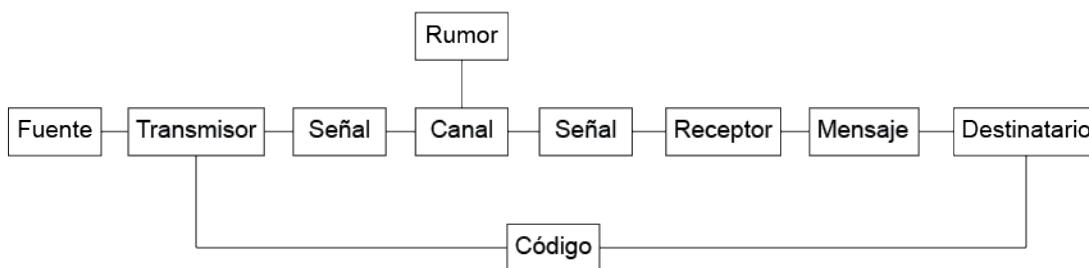 Rumor
Fuente
Transmisor
Señal
Canal
Señal
Receptor
Mensaje
Destinatario
Código